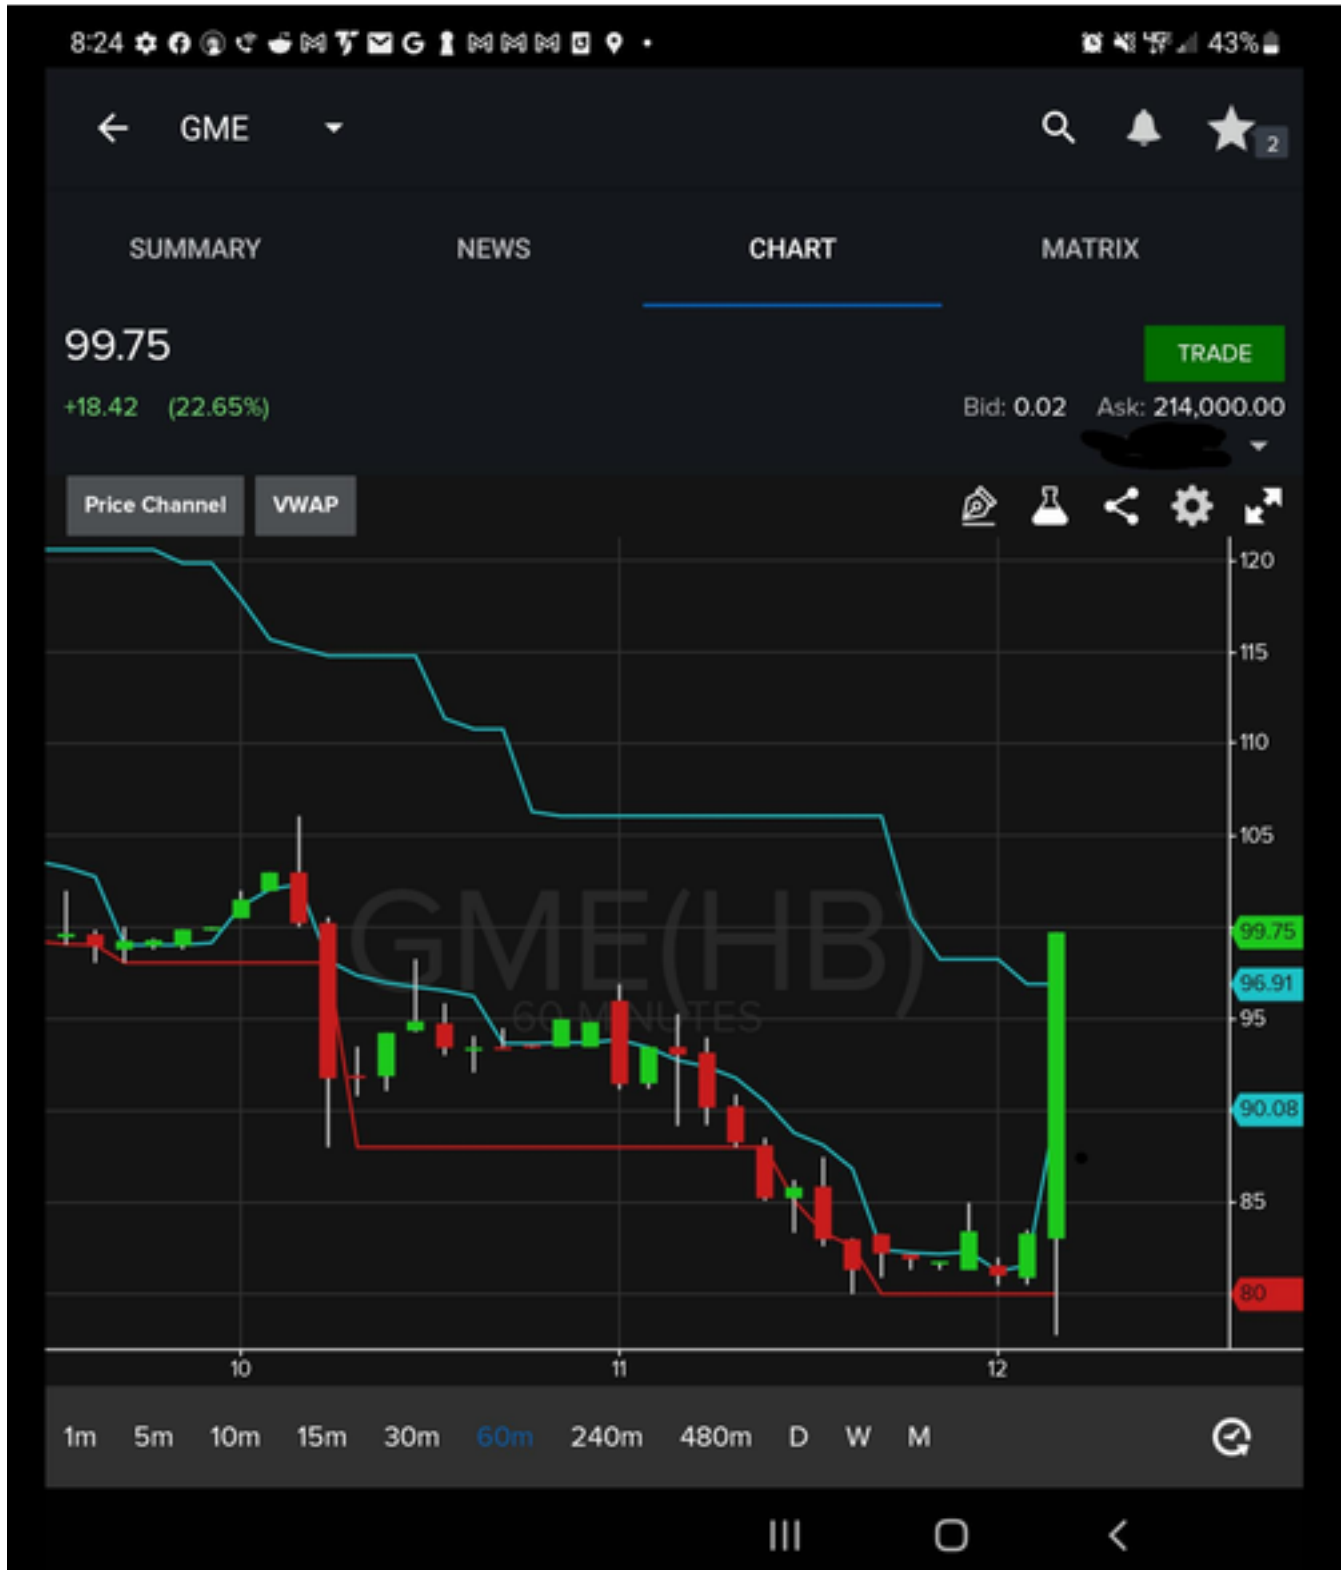 8:24 43%
GME 2
SUMMARY NEWS CHART MATRIX
99.75 TRADE
+18.42 (22.65%) Bid: 0.02 Ask: 214,000.00
Price Channel VWAP
120
115
110
105
99.75
96.91
95
90.08
85
80
GME(HB)
60 MINUTES
10 11 12
1m 5m 10m 15m 30m 60m 240m 480m D W M